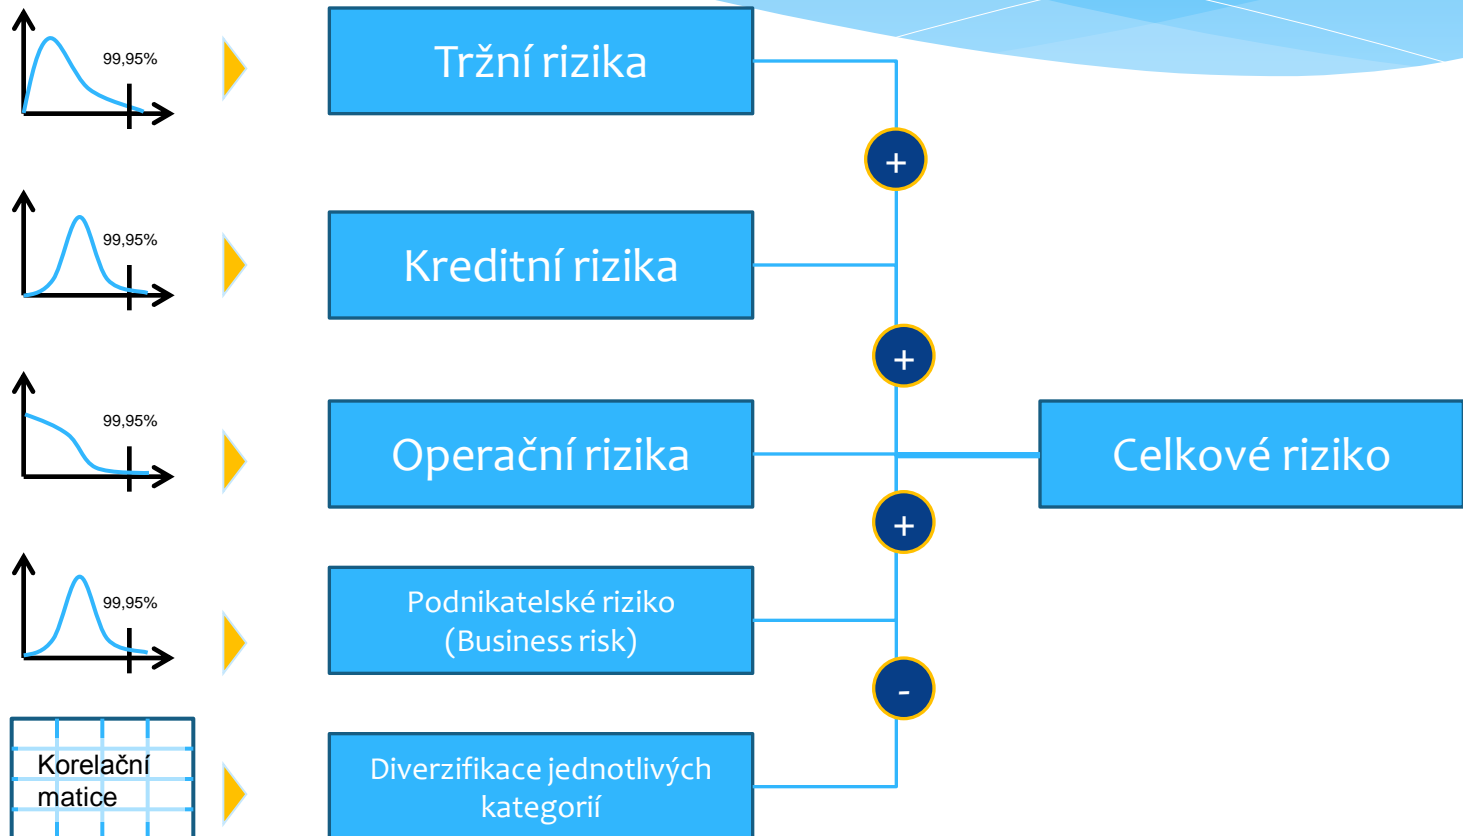 99,95%
Tržní rizika
+
99,95%
Kreditní rizika
+
99,95%
Operační rizika
Celkové riziko
+
99,95%
Podnikatelské riziko
(Business risk)
-
Korelační
matice
Diverzifikace jednotlivých
kategorií